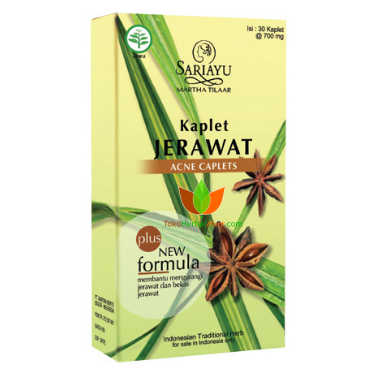 Isi : 30 Kaplet
@ 700 mg
SARIAYU
MARTHA TILAAR
Kaplet
JERAWAT
ACNE CAPLETS
plus
NEW
formula
membantu mengurangi
jerawat dan bekas
jerawat
Indonesian Traditional Herb
for sale in Indonesia only